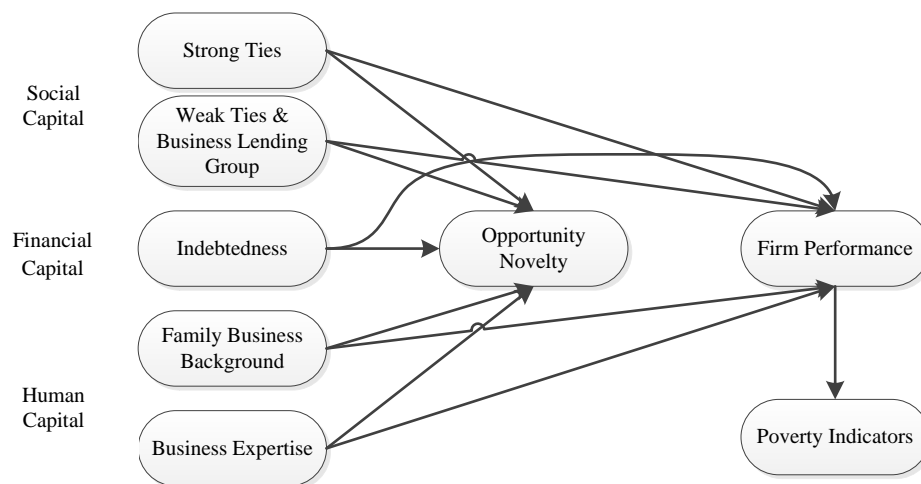 Social
Capital
Strong Ties
Weak Ties &
Business Lending
Group
Financial
Capital
Indebtedness
Opportunity
Novelty
Firm Performance
Human
Capital
Family Business
Background
Business Expertise
Poverty Indicators